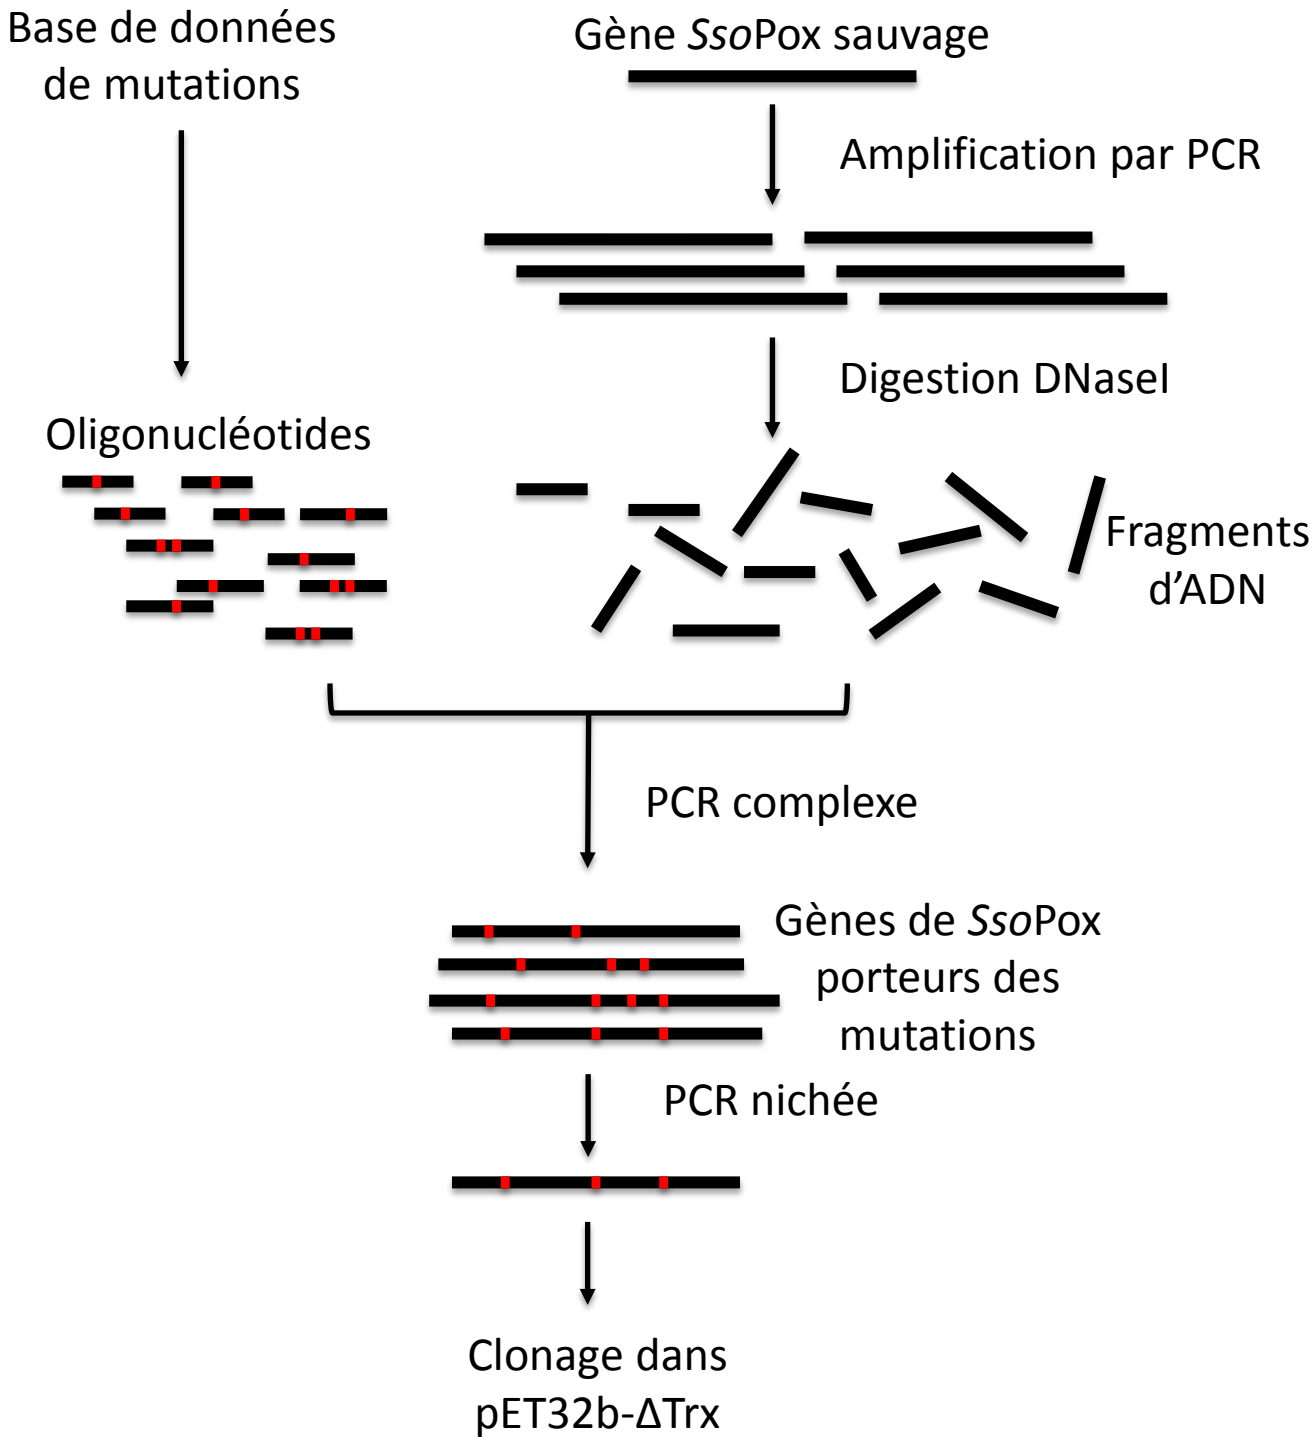 Base de données
de mutations
Gène SsoPox sauvage
Amplification par PCR
Digestion DNaseI
Oligonucléotides
Fragments
d’ADN
PCR complexe
Gènes de SsoPox
porteurs des
mutations
PCR nichée
Clonage dans
pET32b-ΔTrx